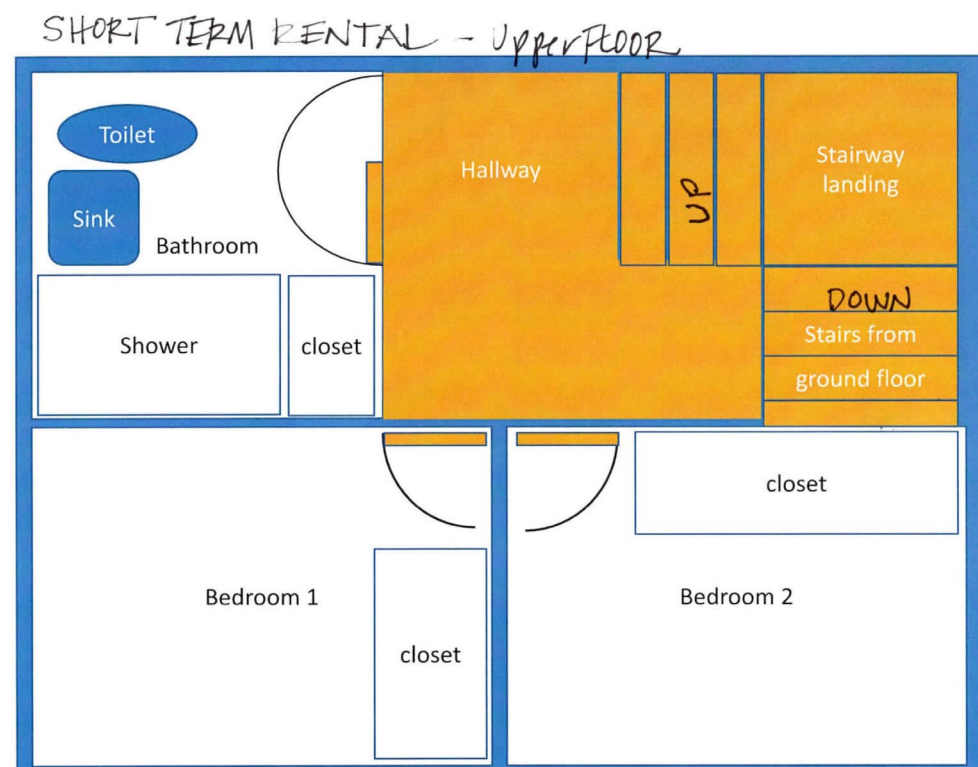 SHORT TERM RENTAL - UpperFLOOR
Toilet
Hallway
Stairway
landing
UP
Sink
Bathroom
DOWN
Shower
closet
Stairs from
ground floor
closet
Bedroom 1
Bedroom 2
closet